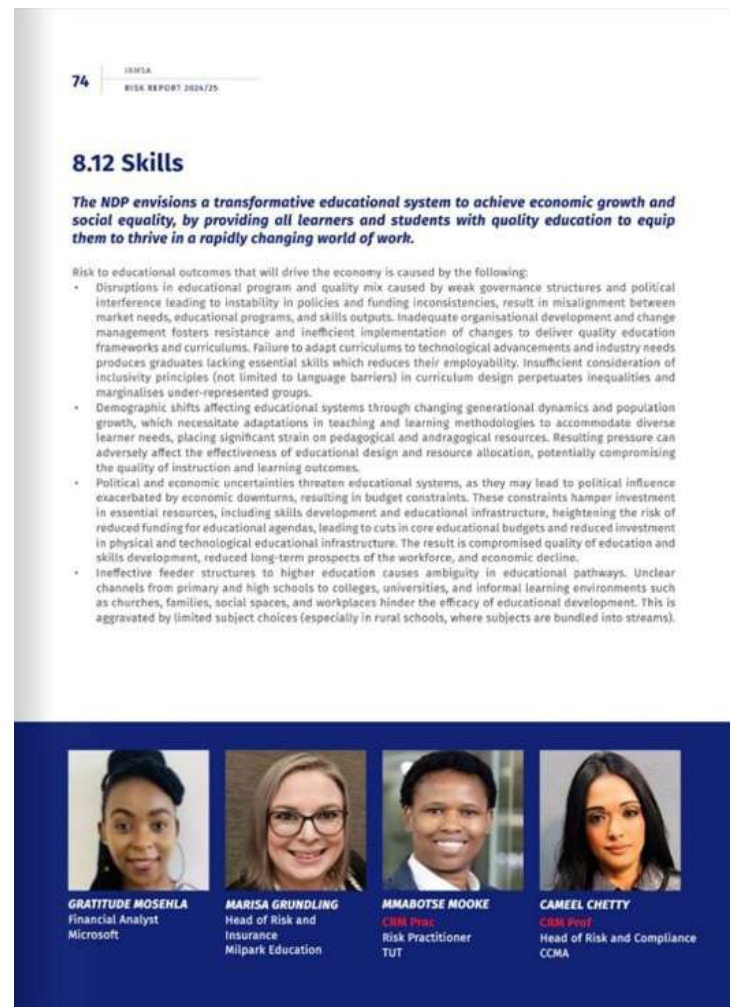 74
IRMSA
RISK REPORT 2024/25
8.12 Skills
The NDP envisions a transformative educational system to achieve economic growth and
social equality, by providing all learners and students with quality education to equip
them to thrive in a rapidly changing world of work.
Risk to educational outcomes that will drive the economy is caused by the following:
• Disruptions in educational program and quality mix caused by weak governance structures and political
interference leading to instability in policies and funding inconsistencies, result in misalignment between
market needs, educational programs, and skills outputs. Inadequate organisational development and change
management fosters resistance and inefficient implementation of changes to deliver quality education
frameworks and curriculums. Failure to adapt curriculums to technological advancements and industry needs
produces graduates lacking essential skills which reduces their employability. Insufficient consideration of
inclusivity principles (not limited to language barriers) in curriculum design perpetuates inequalities and
marginalises under-represented groups.
• Demographic shifts affecting educational systems through changing generational dynamics and population
growth, which necessitate adaptations in teaching and learning methodologies to accommodate diverse
learner needs, placing significant strain on pedagogical and andragogical resources. Resulting pressure can
adversely affect the effectiveness of educational design and resource allocation, potentially compromising
the quality of instruction and learning outcomes.
• Political and economic uncertainties threaten educational systems, as they may lead to political influence
exacerbated by economic downturns, resulting in budget constraints. These constraints hamper investment
in essential resources, including skills development and educational infrastructure, heightening the risk of
reduced funding for educational agendas, leading to cuts in core educational budgets and reduced investment
in physical and technological educational infrastructure. The result is compromised quality of education and
skills development, reduced long-term prospects of the workforce, and economic decline.
• Ineffective feeder structures to higher education causes ambiguity in educational pathways. Unclear
channels from primary and high schools to colleges, universities, and informal learning environments such
as churches, families, social spaces, and workplaces hinder the efficacy of educational development. This is
aggravated by limited subject choices (especially in rural schools, where subjects are bundled into streams).
GRATITUDE MOSEHLA
Financial Analyst
Microsoft
MARISA GRUNDLING
Head of Risk and
Insurance
Milpark Education
MMABOTSE MOOKE
CRM Prac
Risk Practitioner
TUT
CAMEEL CHETTY
CRM Prof
Head of Risk and Compliance
CCMA